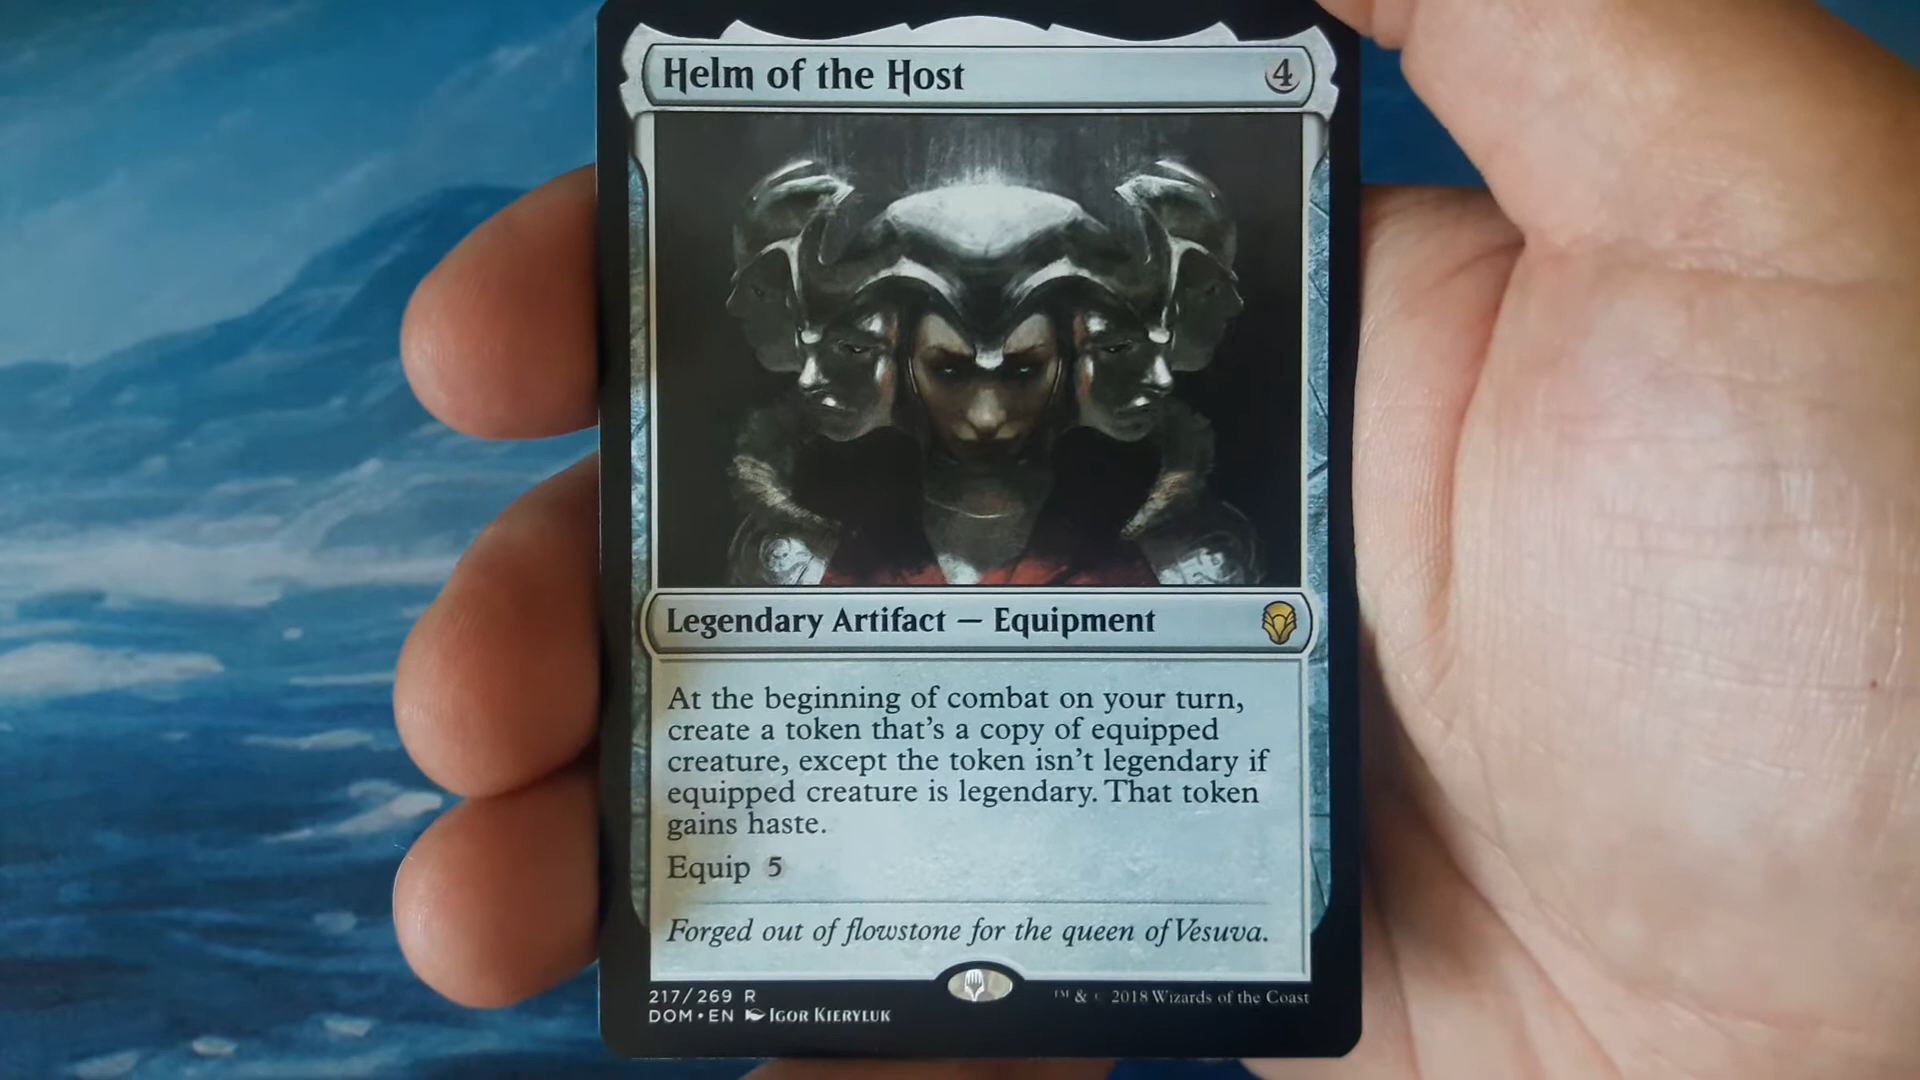 Helm of the Host 4
Legendary Artifact — Equipment
At the beginning of combat on your turn,
create a token that's a copy of equipped
creature, except the token isn't legendary if
equipped creature is legendary. That token
gains haste.
Equip 5
Forged out of flowstone for the queen of Vesuva.
217/269 R
™ & © 2018 Wizards of the Coast
DOM • EN Igor Kieryluk